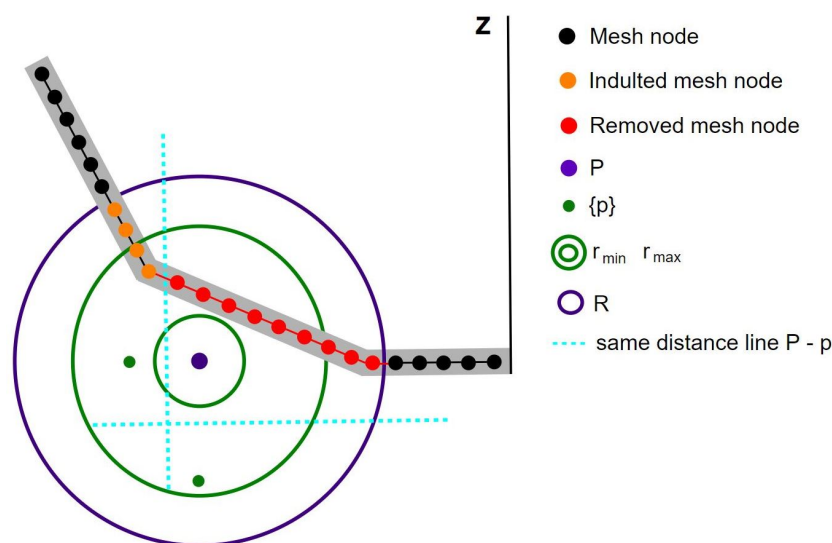 z
Mesh node
Indulted mesh node
Removed mesh node
P
{p}
r min r max
R
same distance line P - p